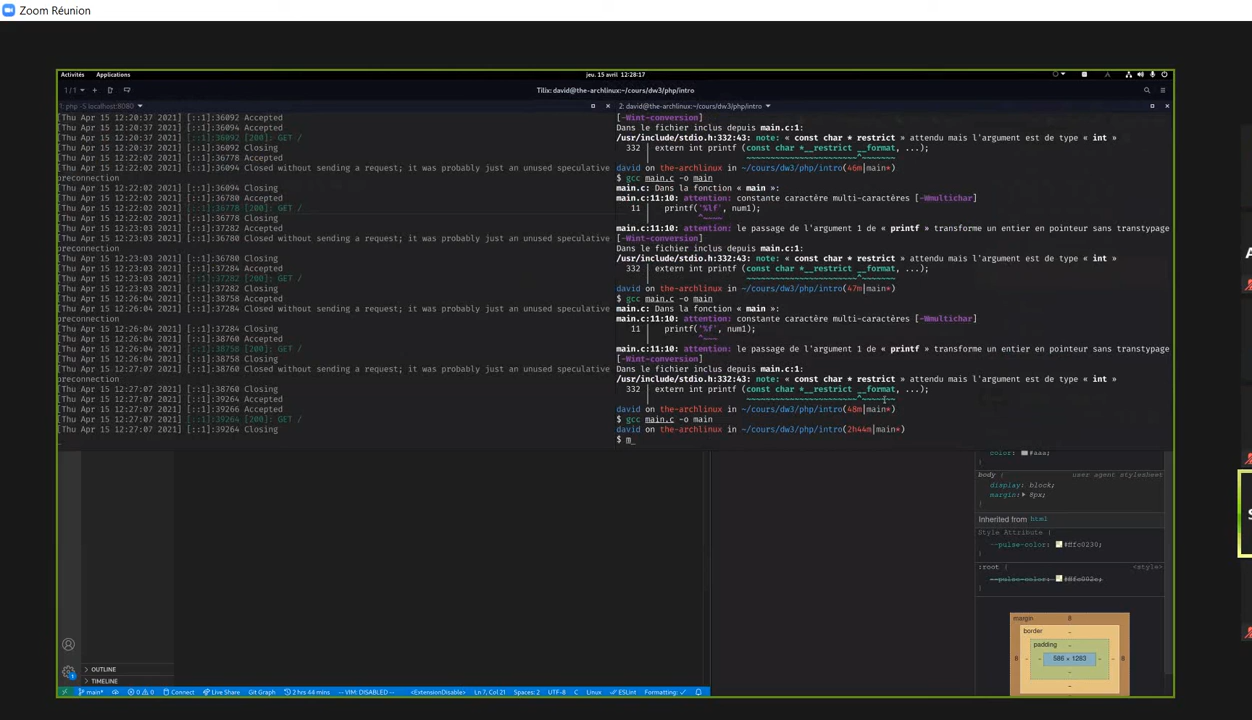 Zoom Réunion
Activités Applications jeu. 15 avril 12:28:17
1/1 Tilix: david@the-archlinux:~/cours/dw3/php/intro
1: php -S localhost:8080
[Thu Apr 15 12:20:37 2021] [::1]:36092 Accepted
[Thu Apr 15 12:20:37 2021] [::1]:36094 Accepted
[Thu Apr 15 12:20:37 2021] [::1]:36092 [200]: GET /
[Thu Apr 15 12:20:37 2021] [::1]:36092 Closing
[Thu Apr 15 12:22:02 2021] [::1]:36778 Accepted
[Thu Apr 15 12:22:02 2021] [::1]:36094 Closed without sending a request; it was probably just an unused speculative
preconnection
[Thu Apr 15 12:22:02 2021] [::1]:36094 Closing
[Thu Apr 15 12:22:02 2021] [::1]:36780 Accepted
[Thu Apr 15 12:22:02 2021] [::1]:36778 [200]: GET /
[Thu Apr 15 12:22:02 2021] [::1]:36778 Closing
[Thu Apr 15 12:23:03 2021] [::1]:37282 Accepted
[Thu Apr 15 12:23:03 2021] [::1]:36780 Closed without sending a request; it was probably just an unused speculative
preconnection
[Thu Apr 15 12:23:03 2021] [::1]:36780 Closing
[Thu Apr 15 12:23:03 2021] [::1]:37284 Accepted
[Thu Apr 15 12:23:03 2021] [::1]:37282 [200]: GET /
[Thu Apr 15 12:23:03 2021] [::1]:37282 Closing
[Thu Apr 15 12:26:04 2021] [::1]:38758 Accepted
[Thu Apr 15 12:26:04 2021] [::1]:37284 Closed without sending a request; it was probably just an unused speculative
preconnection
[Thu Apr 15 12:26:04 2021] [::1]:37284 Closing
[Thu Apr 15 12:26:04 2021] [::1]:38760 Accepted
[Thu Apr 15 12:26:04 2021] [::1]:38758 [200]: GET /
[Thu Apr 15 12:26:04 2021] [::1]:38758 Closing
[Thu Apr 15 12:27:07 2021] [::1]:38760 Closed without sending a request; it was probably just an unused speculative
preconnection
[Thu Apr 15 12:27:07 2021] [::1]:38760 Closing
[Thu Apr 15 12:27:07 2021] [::1]:39264 Accepted
[Thu Apr 15 12:27:07 2021] [::1]:39266 Accepted
[Thu Apr 15 12:27:07 2021] [::1]:39264 [200]: GET /
[Thu Apr 15 12:27:07 2021] [::1]:39264 Closing
2: david@the-archlinux:~/cours/dw3/php/intro
[-Wint-conversion]
Dans le fichier inclus depuis main.c:1:
/usr/include/stdio.h:332:43: note: « const char * restrict » attendu mais l'argument est de type « int »
332 | extern int printf (const char *__restrict __format, ...);
david on the-archlinux in ~/cours/dw3/php/intro(46m|main*)
$ gcc main.c -o main
main.c: Dans la fonction « main »:
main.c:11:10: attention: constante caractère multi-caractères [-Wmultichar]
11 | printf('%lf', num1);
main.c:11:10: attention: le passage de l'argument 1 de « printf » transforme un entier en pointeur sans transtypage
[-Wint-conversion]
Dans le fichier inclus depuis main.c:1:
/usr/include/stdio.h:332:43: note: « const char * restrict » attendu mais l'argument est de type « int »
332 | extern int printf (const char *__restrict __format, ...);
david on the-archlinux in ~/cours/dw3/php/intro(47m|main*)
$ gcc main.c -o main
main.c: Dans la fonction « main »:
main.c:11:10: attention: constante caractère multi-caractères [-Wmultichar]
11 | printf('%f', num1);
main.c:11:10: attention: le passage de l'argument 1 de « printf » transforme un entier en pointeur sans transtypage
[-Wint-conversion]
Dans le fichier inclus depuis main.c:1:
/usr/include/stdio.h:332:43: note: « const char * restrict » attendu mais l'argument est de type « int »
332 | extern int printf (const char *__restrict __format, ...);
david on the-archlinux in ~/cours/dw3/php/intro(48m|main*)
$ gcc main.c -o main
david on the-archlinux in ~/cours/dw3/php/intro(2h44m|main*)
$ m_
color: #aaa;
body { user agent stylesheet
display: block;
margin: 8px;
}
Inherited from html
Style Attribute {
--pulse-color: #ffc0230;
}
:root { <style>
}
margin 8
border -
padding -
8 - - 586 × 1283 - - 8
-
-
OUTLINE
TIMELINE
main* 0 0 Connect Live Share Git Graph 2 hrs 44 mins -- VIM: DISABLED -- <ExtensionDisable> Ln 7, Col 21 Spaces: 2 UTF-8 C Linux ESLint Formatting: ✓